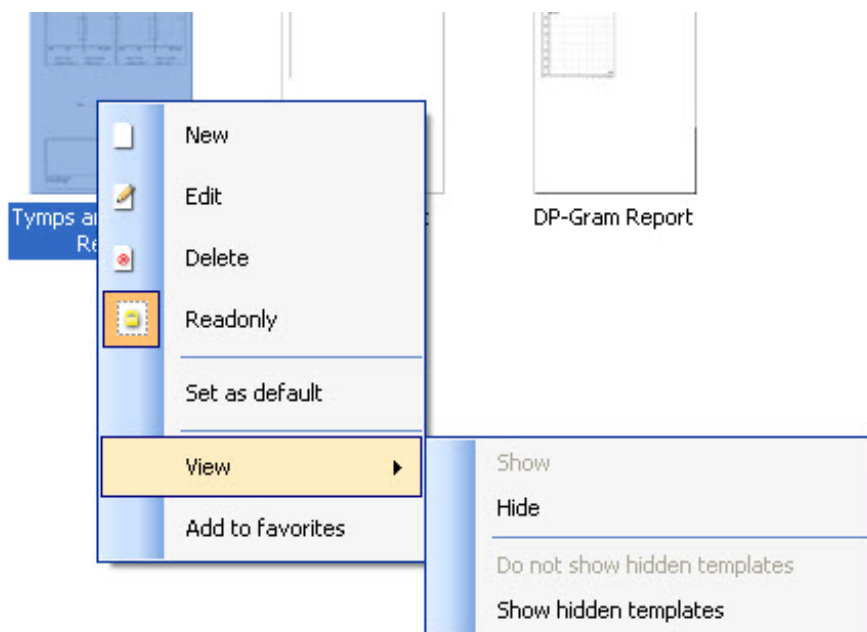 New
Edit
Tymps
DP-Gram Report
Delete
Readonly
Set as default
View
Show
Hide
Add to favorites
Do not show hidden templates
Show hidden templates